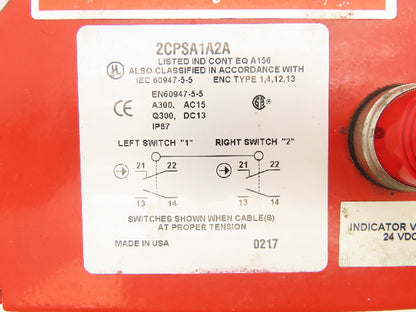 2CPSA1A2A
LISTED IND CONT EQ A156
ALSO CLASSIFIED IN ACCORDANCE WITH
IEC 60947-5-5 ENC TYPE 1,4,12,13
EN60947-5-5
A300, AC15
Q300, DC13
IP67
LEFT SWITCH "1" RIGHT SWITCH "2"
21 22 21 22
13 14 13 14
SWITCHES SHOWN WHEN CABLE(S)
AT PROPER TENSION
MADE IN USA 0217
INDICATOR V
24 VDC